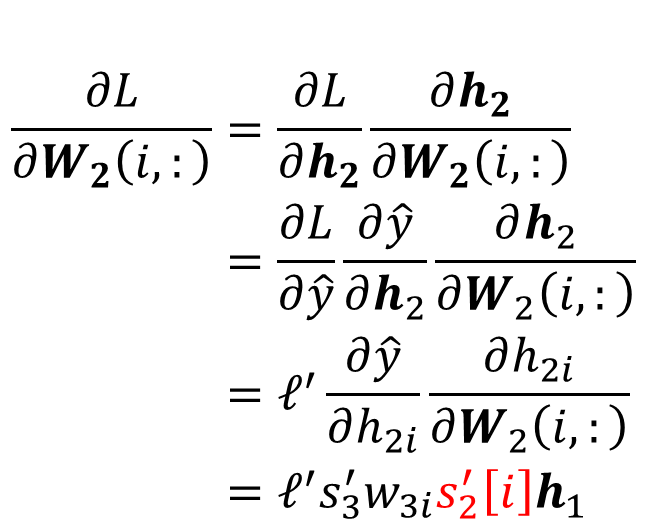 ∂L/∂𝑾₂(i,:) = ∂L/∂𝒉₂ ∂𝒉₂/∂𝑾₂(i,:)
= ∂L/∂ŷ ∂ŷ/∂𝒉₂ ∂𝒉₂/∂𝑾₂(i,:)
= ℓ′ ∂ŷ/∂h₂ᵢ ∂h₂ᵢ/∂𝑾₂(i,:)
= ℓ′s₃′w₃ᵢs₂′[i]𝒉₁